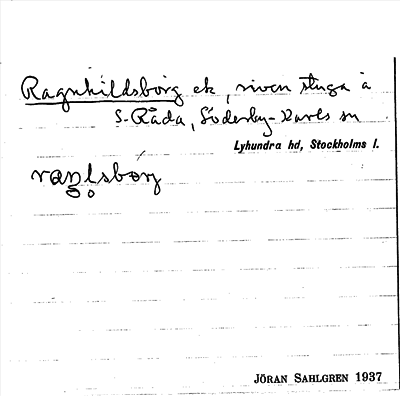 Ragnhildsborg ek, riven stuga å
S. Råda, Söderby-Karls sn
Lyhundra hd, Stockholms l.
JÖRAN SAHLGREN 1937